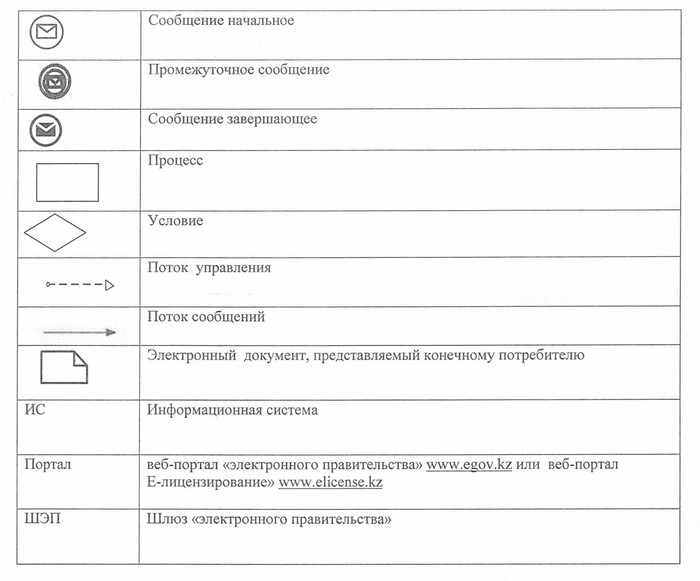 Сообщение начальное
Промежуточное сообщение
Сообщение завершающее
Процесс
Условие
Поток управления
Поток сообщений
Электронный документ, представляемый конечному потребителю
ИС Информационная система
Портал веб-портал «электронного правительства» www.egov.kz или веб-портал
Е-лицензирование» www.elicense.kz
ШЭП Шлюз «электронного правительства»